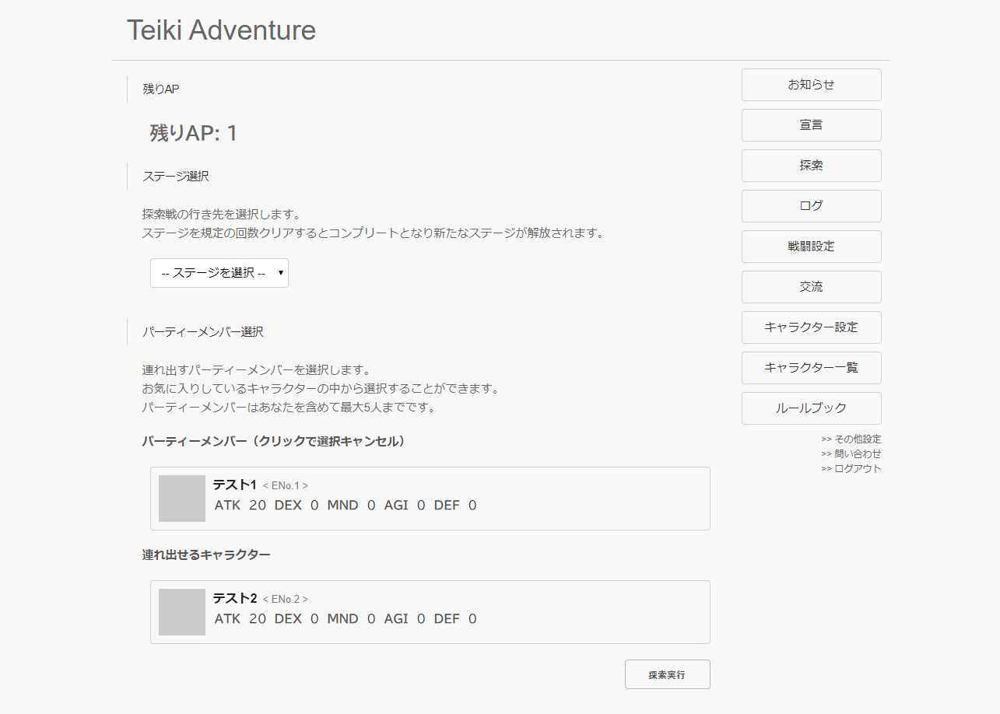 Teiki Adventure
残りAP
残りAP: 1
ステージ選択
探索戦の行き先を選択します。
ステージを規定の回数クリアするとコンプリートとなり新たなステージが解放されます。
-- ステージを選択 --
パーティーメンバー選択
連れ出すパーティーメンバーを選択します。
お気に入りしているキャラクターの中から選択することができます。
パーティーメンバーはあなたを含めて最大5人までです。
パーティーメンバー（クリックで選択キャンセル）
テスト1 < ENo.1 >
ATK 20 DEX 0 MND 0 AGI 0 DEF 0
連れ出せるキャラクター
テスト2 < ENo.2 >
ATK 20 DEX 0 MND 0 AGI 0 DEF 0
探索実行
お知らせ
宣言
探索
ログ
戦闘設定
交流
キャラクター設定
キャラクター一覧
ルールブック
>> その他設定
>> 問い合わせ
>> ログアウト